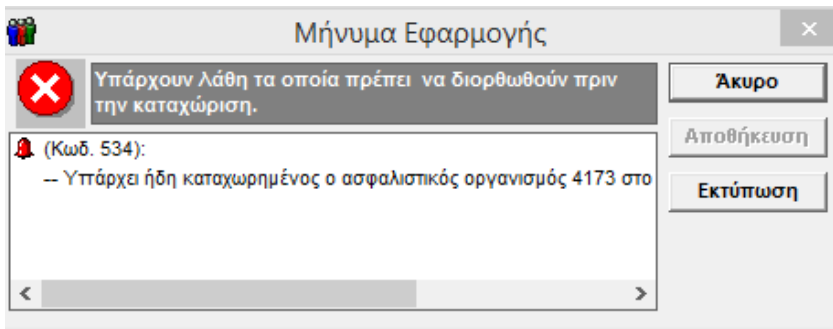 Μήνυμα Εφαρμογής
Υπάρχουν λάθη τα οποία πρέπει να διορθωθούν πριν
την καταχώριση.
Άκυρο
Αποθήκευση
Εκτύπωση
(Κωδ. 534):
-- Υπάρχει ήδη καταχωρημένος ο ασφαλιστικός οργανισμός 4173 στο